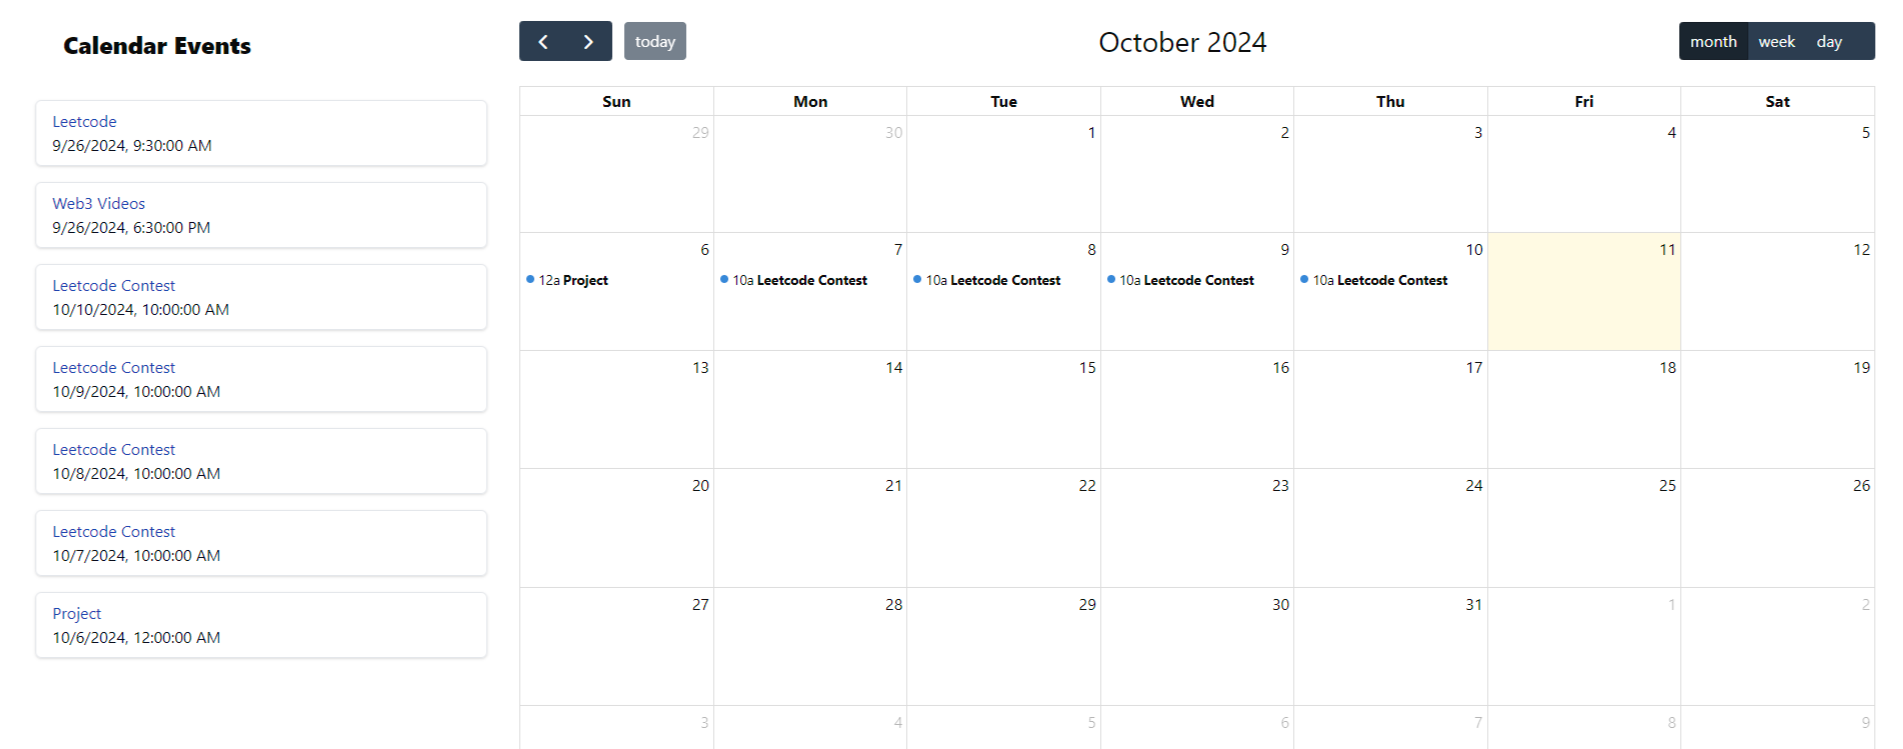 Calendar Events
Leetcode
9/26/2024, 9:30:00 AM
Web3 Videos
9/26/2024, 6:30:00 PM
Leetcode Contest
10/10/2024, 10:00:00 AM
Leetcode Contest
10/9/2024, 10:00:00 AM
Leetcode Contest
10/8/2024, 10:00:00 AM
Leetcode Contest
10/7/2024, 10:00:00 AM
Project
10/6/2024, 12:00:00 AM
today
October 2024
month week day
Sun Mon Tue Wed Thu Fri Sat
29 30 1 2 3 4 5
6 7 8 9 10 11 12
12a Project 10a Leetcode Contest 10a Leetcode Contest 10a Leetcode Contest 10a Leetcode Contest
13 14 15 16 17 18 19
20 21 22 23 24 25 26
27 28 29 30 31 1 2
3 4 5 6 7 8 9